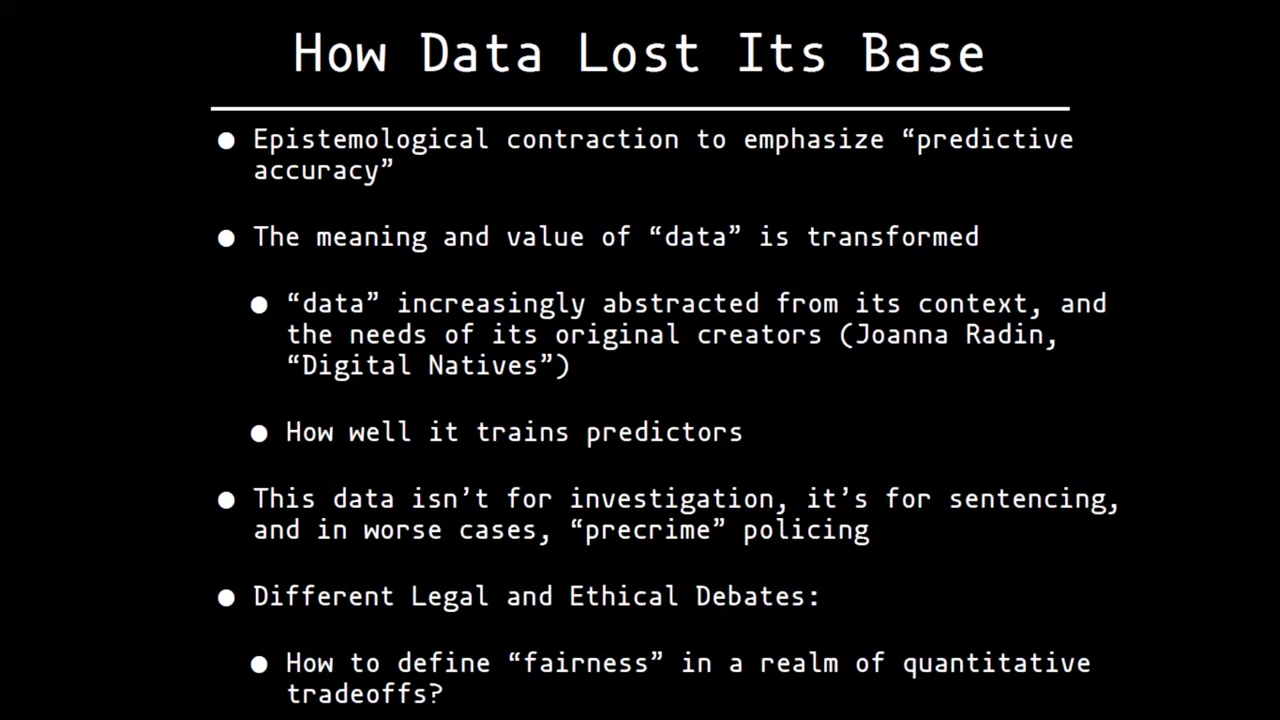 How Data Lost Its Base
● Epistemological contraction to emphasize “predictive
accuracy”
● The meaning and value of “data” is transformed
● “data” increasingly abstracted from its context, and
the needs of its original creators (Joanna Radin,
“Digital Natives”)
● How well it trains predictors
● This data isn’t for investigation, it’s for sentencing,
and in worse cases, “precrime” policing
● Different Legal and Ethical Debates:
● How to define “fairness” in a realm of quantitative
tradeoffs?